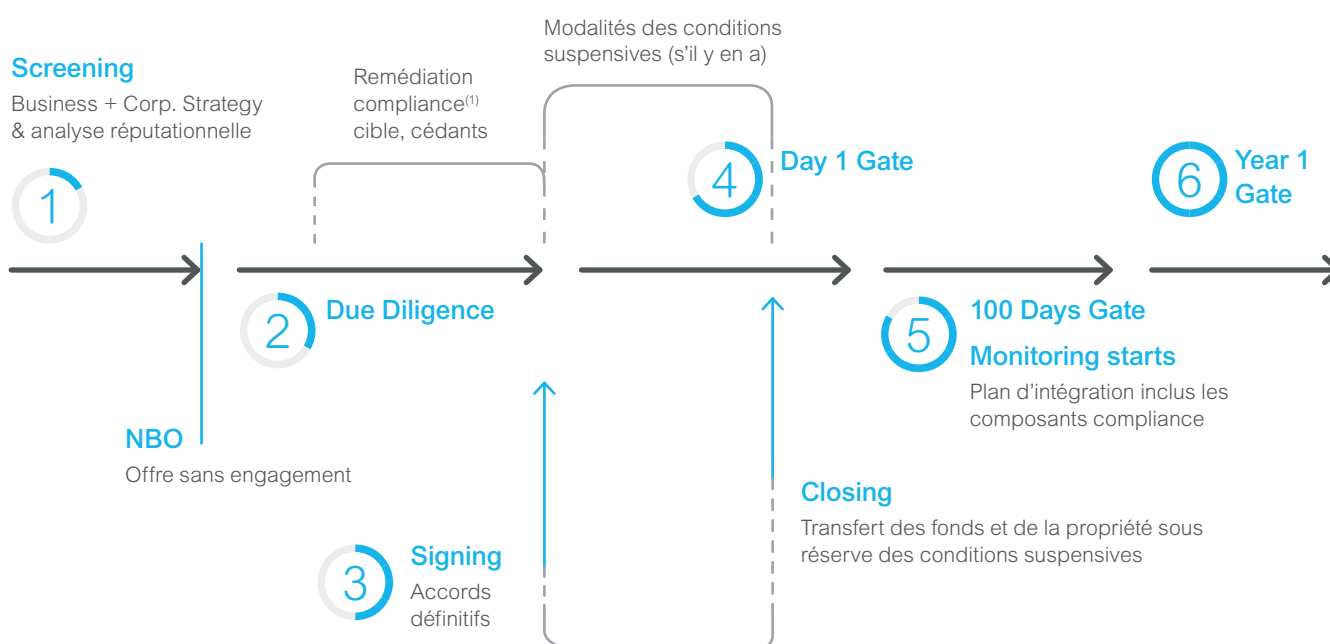 Screening
Business + Corp. Strategy
& analyse réputationnelle
1
Remédiation
compliance(1)
cible, cédants
Modalités des conditions
suspensives (s’il y en a)
4
Day 1 Gate
6
Year 1
Gate
2
Due Diligence
NBO
Offre sans engagement
3
Signing
Accords
définitifs
5
100 Days Gate
Monitoring starts
Plan d’intégration inclus les
composants compliance
Closing
Transfert des fonds et de la propriété sous
réserve des conditions suspensives